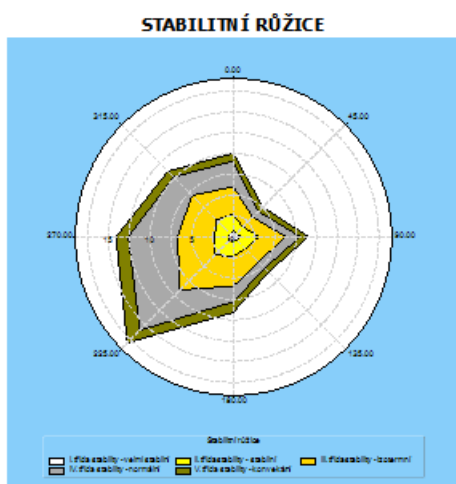 STABILITNÍ RŮŽICE
0.00
315.00 45.00
270.00 15 10 5 90.00
225.00 135.00
180.00
Stabilitní růžice
I. třída stability - velmi stabilní II. třída stability - stabilní III. třída stability - izotermní
IV. třída stability - normální V. třída stability - konvekční